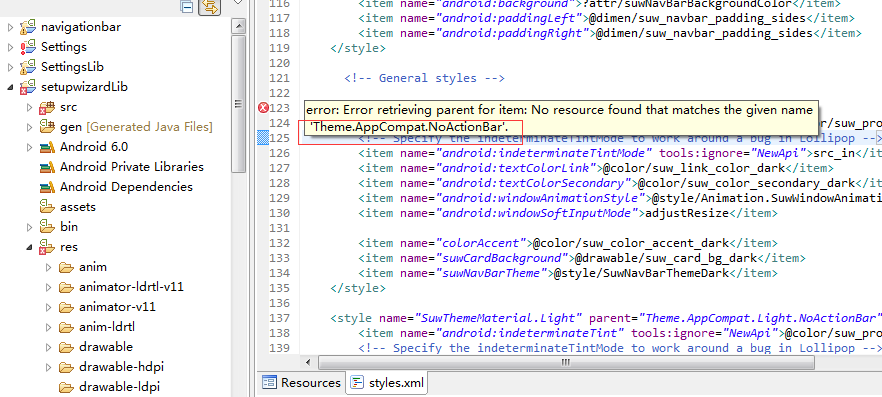 navigationbar
Settings
SettingsLib
setupwizardLib
src
gen [Generated Java Files]
Android 6.0
Android Private Libraries
Android Dependencies
assets
bin
res
anim
animator-ldrtl-v11
animator-v11
anim-ldrtl
drawable
drawable-hdpi
drawable-ldpi
116 <item name="android:background">?attr/suwNavBarBackgroundColor</item>
117 <item name="android:paddingLeft">@dimen/suw_navbar_padding_sides</item>
118 <item name="android:paddingRight">@dimen/suw_navbar_padding_sides</item>
119 </style>
120
121 <!-- General styles -->
122
123
error: Error retrieving parent for item: No resource found that matches the given name
'Theme.AppCompat.NoActionBar'.
124 color/suw_pro
125 <!-- Specify the indeterminateTintMode to work around a bug in Lollipop -->
126 <item name="android:indeterminateTintMode" tools:ignore="NewApi">src_in</ite
127 <item name="android:textColorLink">@color/suw_link_color_dark</item>
128 <item name="android:textColorSecondary">@color/suw_color_secondary_dark</item>
129 <item name="android:windowAnimationStyle">@style/Animation.SuwWindowAnimati
130 <item name="android:windowSoftInputMode">adjustResize</item>
131
132 <item name="colorAccent">@color/suw_color_accent_dark</item>
133 <item name="suwCardBackground">@drawable/suw_card_bg_dark</item>
134 <item name="suwNavBarTheme">@style/SuwNavBarThemeDark</item>
135 </style>
136
137 <style name="SuwThemeMaterial.Light" parent="Theme.AppCompat.Light.NoActionBar"
138 <item name="android:indeterminateTint" tools:ignore="NewApi">@color/suw_pro
139 <!-- Specify the indeterminateTintMode to work around a bug in Lollipop -->
Resources
styles.xml